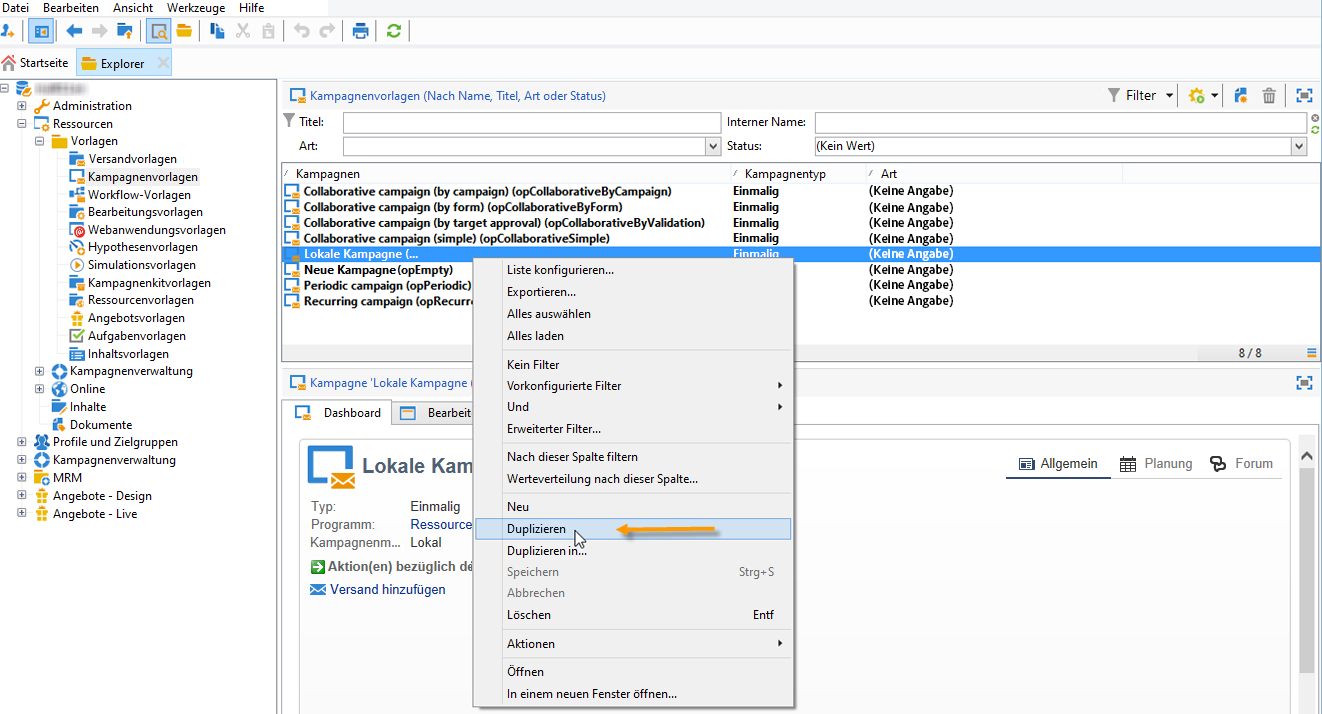 Datei Bearbeiten Ansicht Werkzeuge Hilfe
Startseite Explorer
Administration
Ressourcen
Vorlagen
Versandvorlagen
Kampagnenvorlagen
Workflow-Vorlagen
Bearbeitungsvorlagen
Webanwendungsvorlagen
Hypothesenvorlagen
Simulationsvorlagen
Kampagnenkitvorlagen
Ressourcenvorlagen
Angebotsvorlagen
Aufgabenvorlagen
Inhaltsvorlagen
Kampagnenverwaltung
Online
Inhalte
Dokumente
Profile und Zielgruppen
Kampagnenverwaltung
MRM
Angebote - Design
Angebote - Live
Kampagnenvorlagen (Nach Name, Titel, Art oder Status) Filter
Titel: Interner Name:
Art: Status: (Kein Wert)
Kampagnen Kampagnentyp Art
Collaborative campaign (by campaign) (opCollaborativeByCampaign) Einmalig (Keine Angabe)
Collaborative campaign (by form) (opCollaborativeByForm) Einmalig (Keine Angabe)
Collaborative campaign (by target approval) (opCollaborativeByValidation) Einmalig (Keine Angabe)
Collaborative campaign (simple) (opCollaborativeSimple) Einmalig (Keine Angabe)
Lokale Kampagne (... Einmalig (Keine Angabe)
Neue Kampagne(opEmpty) (Keine Angabe)
Periodic campaign (opPeriodic) (Keine Angabe)
Recurring campaign (opRecurre (Keine Angabe)
8 / 8
Kampagne 'Lokale Kampagne (
Dashboard Bearbeit
Lokale Kam
Allgemein Planung Forum
Typ: Einmalig
Programm: Ressource
Kampagnenm... Lokal
Aktion(en) bezüglich de
Versand hinzufügen
Liste konfigurieren...
Exportieren...
Alles auswählen
Alles laden
Kein Filter
Vorkonfigurierte Filter
Und
Erweiterter Filter...
Nach dieser Spalte filtern
Werteverteilung nach dieser Spalte...
Neu
Duplizieren
Duplizieren in...
Speichern Strg+S
Abbrechen
Löschen Entf
Aktionen
Öffnen
In einem neuen Fenster öffnen...